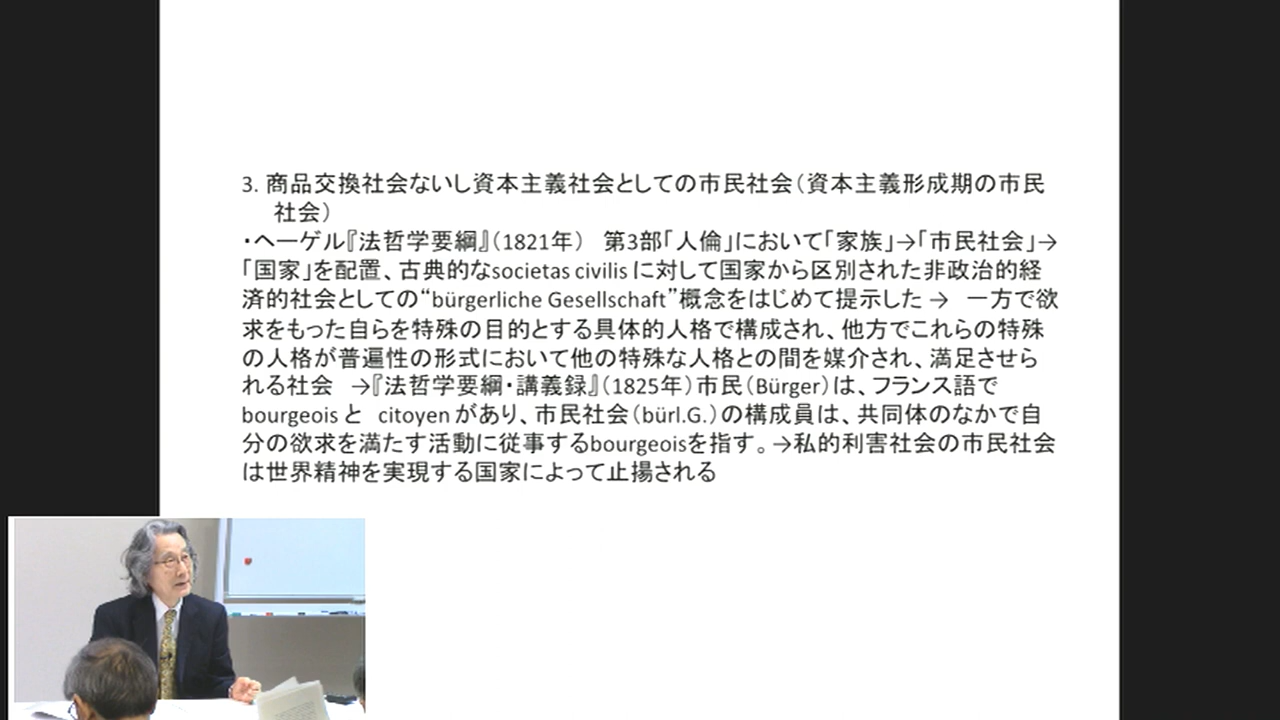 3. 商品交換社会ないし資本主義社会としての市民社会（資本主義形成期の市民
社会）
・ヘーゲル『法哲学要綱』（1821年）　第3部「人倫」において「家族」→「市民社会」→
「国家」を配置、古典的なsocietas civilis に対して国家から区別された非政治的経
済的社会としての“bürgerliche Gesellschaft”概念をはじめて提示した →　一方で欲
求をもった自らを特殊の目的とする具体的人格で構成され、他方でこれらの特殊
の人格が普遍性の形式において他の特殊な人格との間を媒介され、満足させら
れる社会　→『法哲学要綱・講義録』（1825年）市民（Bürger）は、フランス語で
bourgeois と　citoyen があり、市民社会（bürl.G.）の構成員は、共同体のなかで自
分の欲求を満たす活動に従事するbourgeoisを指す。→私的利害社会の市民社会
は世界精神を実現する国家によって止揚される